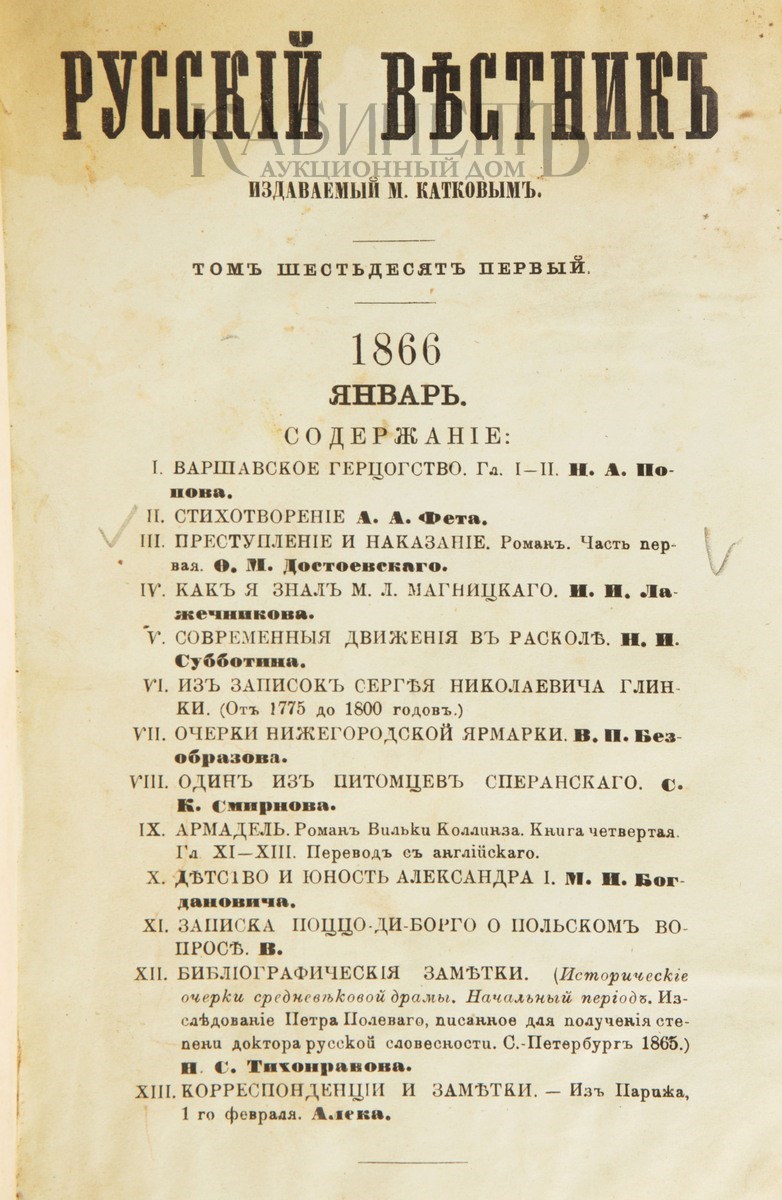 РУССКІЙ ВѢСТНИКЪ
КАБИНЕТЪ
АУКЦИОННЫЙ ДОМ
ИЗДАВАЕМЫЙ М. КАТКОВЫМЪ.
ТОМЪ ШЕСТЬДЕСЯТЪ ПЕРВЫЙ.
1866
ЯНВАРЬ.
СОДЕРЖАНІЕ:
I. ВАРШАВСКОЕ ГЕРЦОГСТВО. Гл. I—II. Н. А. По-
пова.
II. СТИХОТВОРЕНІЕ А. А. Фета.
III. ПРЕСТУПЛЕНІЕ И НАКАЗАНІЕ. Романъ. Часть пер-
вая. Ѳ. М. Достоевскаго.
IV. КАКЪ Я ЗНАЛЪ М. Л. МАГНИЦКАГО. И. И. Ла-
жечникова.
V. СОВРЕМЕННЫЯ ДВИЖЕНІЯ ВЪ РАСКОЛѢ. Н. И.
Субботина.
VI. ИЗЪ ЗАПИСОКЪ СЕРГѢЯ НИКОЛАЕВИЧА ГЛИН-
КИ. (Отъ 1775 до 1800 годовъ.)
VII. ОЧЕРКИ НИЖЕГОРОДСКОЙ ЯРМАРКИ. В. П. Без-
образова.
VIII. ОДИНЪ ИЗЪ ПИТОМЦЕВЪ СПЕРАНСКАГО. С.
К. Смирнова.
IX. АРМАДЕЛЬ. Романъ Вильки Коллинза. Книга четвертая.
Гл XI—XIII. Переводъ съ англійскаго.
X. ДѢТСТВО И ЮНОСТЬ АЛЕКСАНДРА I. М. И. Бог-
дановича.
XI. ЗАПИСКА ПОЦЦО-ДИ-БОРГО О ПОЛЬСКОМЪ ВО-
ПРОСѢ. В.
XII. БИБЛІОГРАФИЧЕСКІЯ ЗАМѢТКИ. (Историческіе
очерки средневѣковой драмы. Начальный періодъ. Из-
слѣдованіе Петра Полеваго, писанное для полученія сте-
пени доктора русской словесности. С.-Петербургъ 1865.)
Н. С. Тихонравова.
XIII. КОРРЕСПОНДЕНЦІИ И ЗАМѢТКИ. — Изъ Парижа,
1 го февраля. Алека.